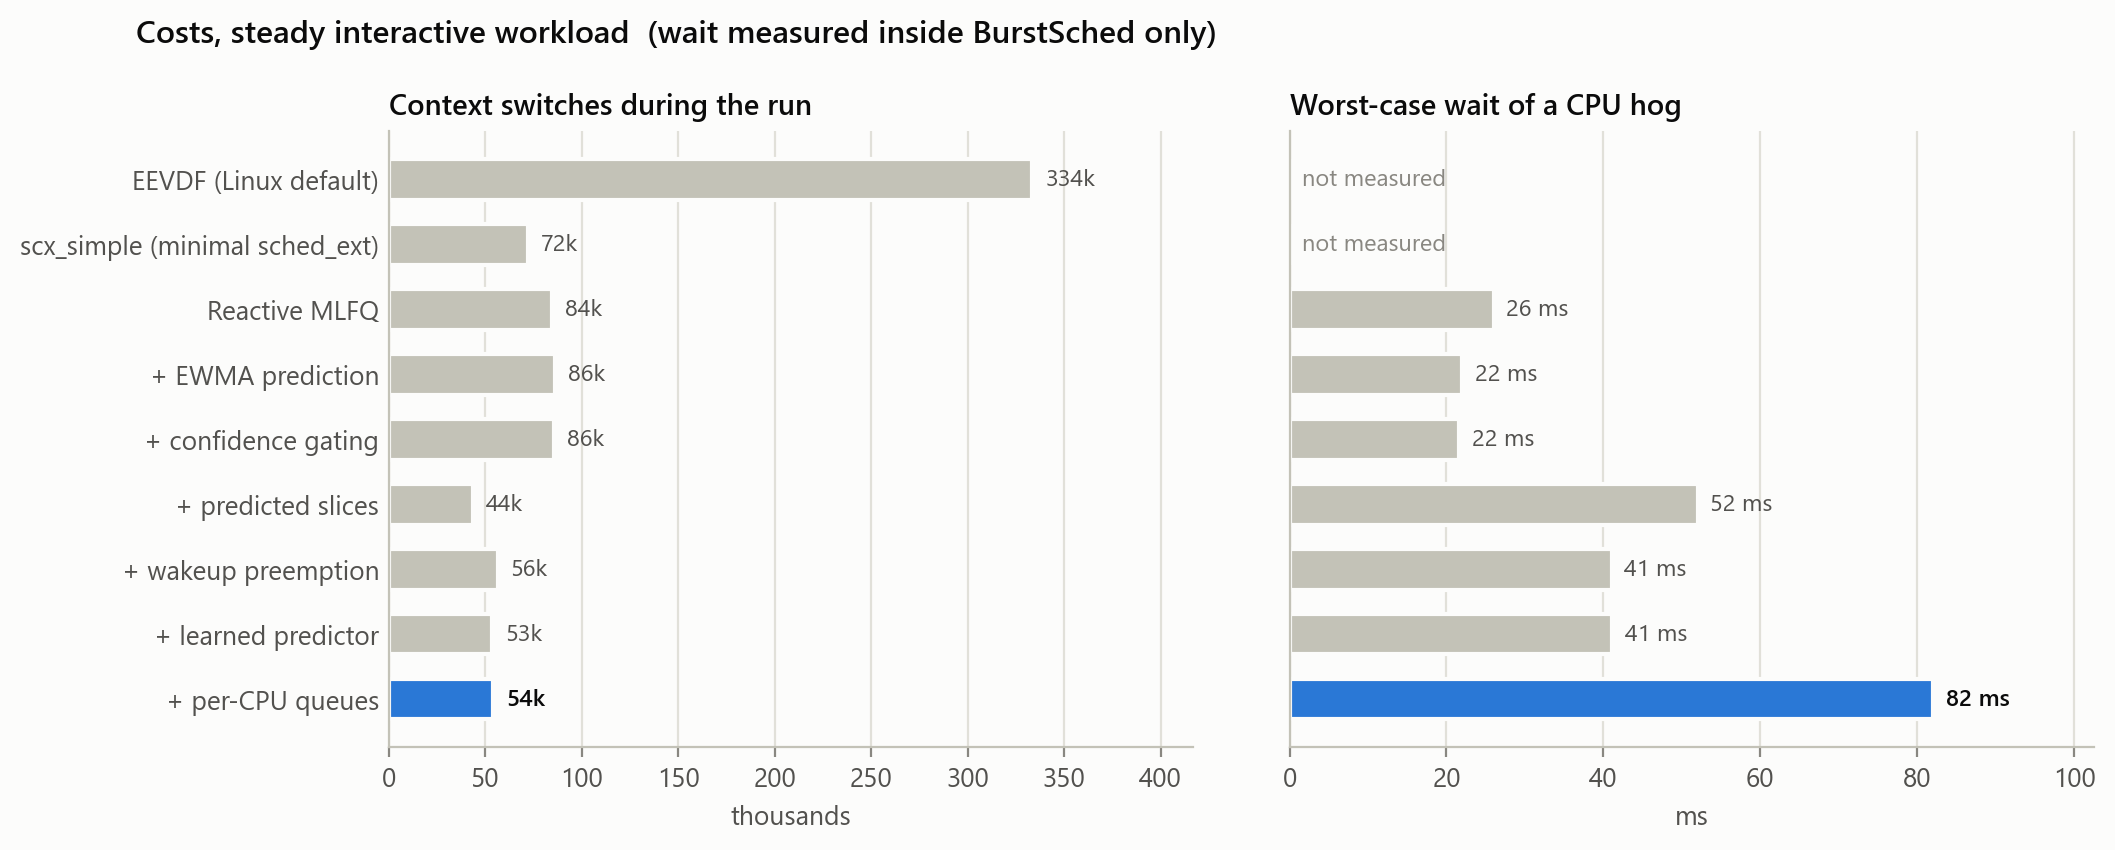 Costs, steady interactive workload  (wait measured inside BurstSched only)
Context switches during the run
EEVDF (Linux default)
334k
scx_simple (minimal sched_ext)
72k
Reactive MLFQ
84k
+ EWMA prediction
86k
+ confidence gating
86k
+ predicted slices
44k
+ wakeup preemption
56k
+ learned predictor
53k
+ per-CPU queues
54k
0 50 100 150 200 250 300 350 400
thousands
Worst-case wait of a CPU hog
not measured
not measured
26 ms
22 ms
22 ms
52 ms
41 ms
41 ms
82 ms
0 20 40 60 80 100
ms